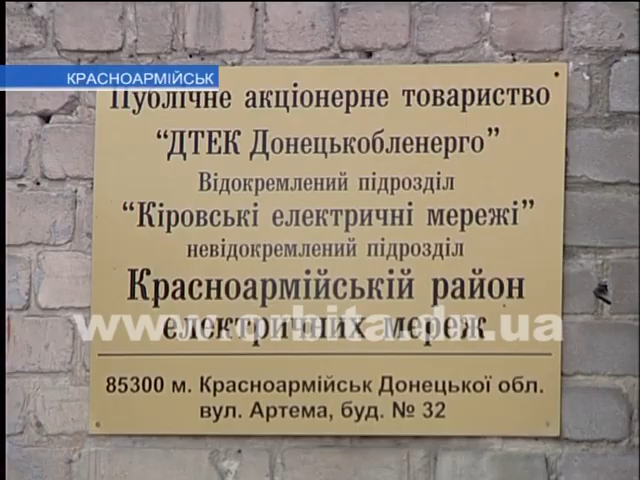 КРАСНОАРМІЙСЬК
Публічне акціонерне товариство
“ДТЕК Донецькобленерго”
Відокремлений підрозділ
“Кіровські електричні мережі”
невідокремлений підрозділ
Красноармійській район
електричних мереж
www.orbita.dn.ua
85300 м. Красноармійськ Донецької обл.
вул. Артема, буд. № 32